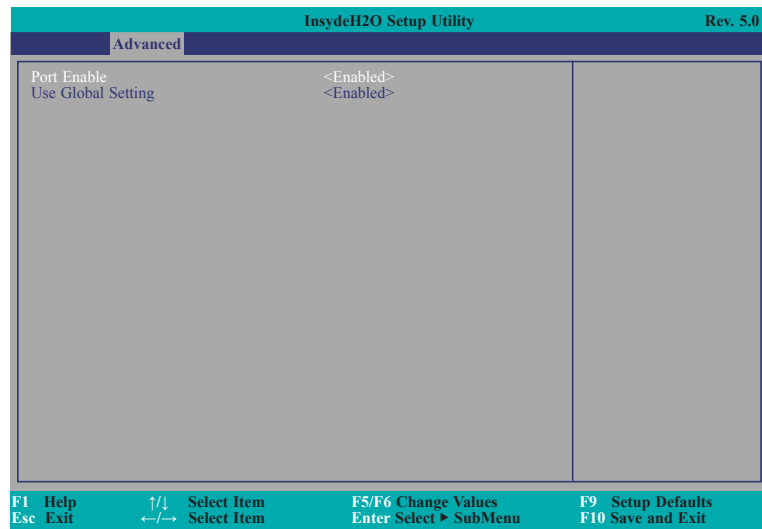 InsydeH2O Setup Utility Rev. 5.0
Advanced
Port Enable <Enabled>
Use Global Setting <Enabled>
F1 Help ↑/↓ Select Item F5/F6 Change Values F9 Setup Defaults
Esc Exit ←/→ Select Item Enter Select ▶ SubMenu F10 Save and Exit